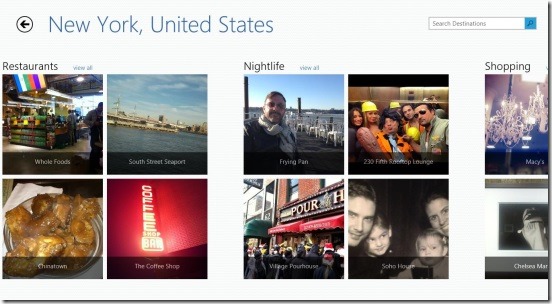 New York, United States
Search Destinations
Restaurants view all
Nightlife view all
Shopping
Whole Foods
South Street Seaport
Frying Pan
230 Fifth Rooftop Lounge
Macy's
COFFEE
SHOP
BAR
POUR HOU
Chinatown
The Coffee Shop
Village Pourhouse
Soho House
Chelsea